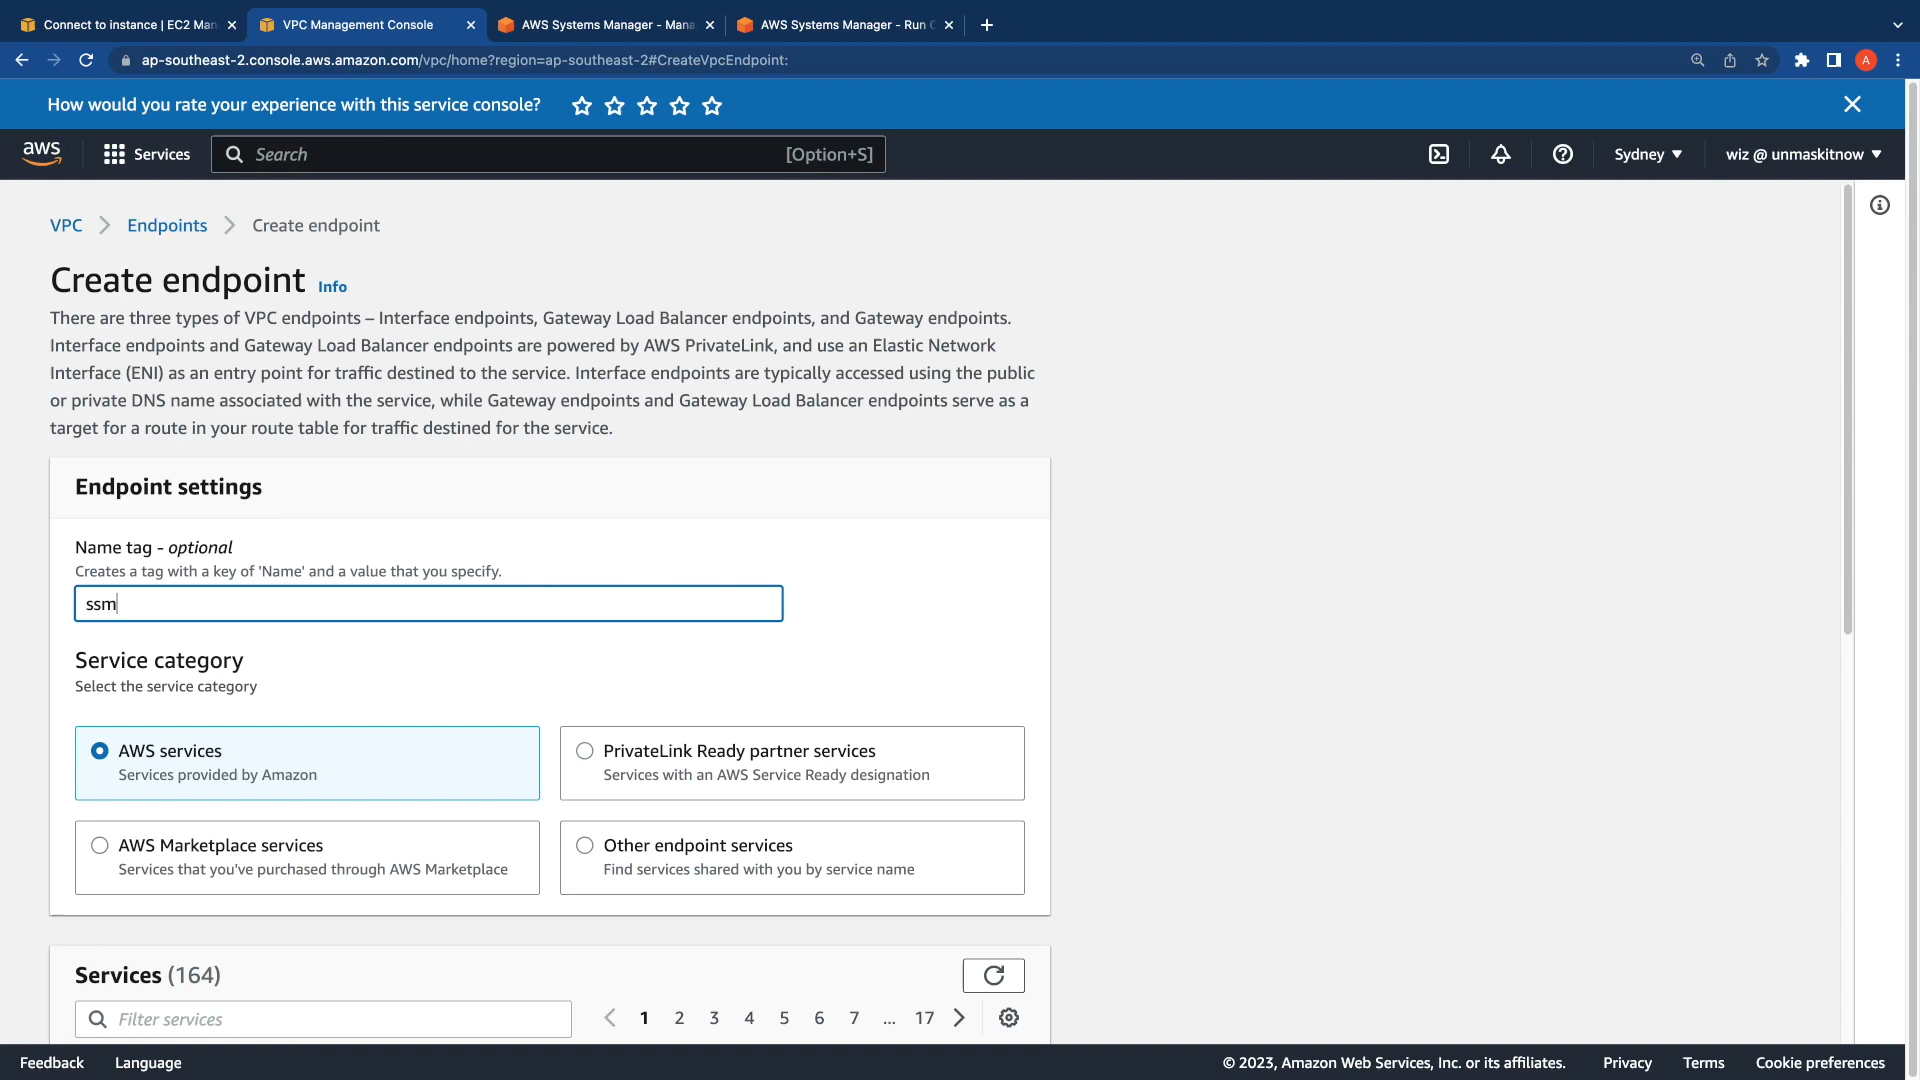 Connect to instance | EC2 Man
VPC Management Console
AWS Systems Manager - Mana
AWS Systems Manager - Run C
ap-southeast-2.console.aws.amazon.com/vpc/home?region=ap-southeast-2#CreateVpcEndpoint:
A
How would you rate your experience with this service console?
aws
Services
Search
[Option+S]
Sydney
wiz @ unmaskitnow
VPC
Endpoints
Create endpoint
Create endpoint Info
There are three types of VPC endpoints – Interface endpoints, Gateway Load Balancer endpoints, and Gateway endpoints.
Interface endpoints and Gateway Load Balancer endpoints are powered by AWS PrivateLink, and use an Elastic Network
Interface (ENI) as an entry point for traffic destined to the service. Interface endpoints are typically accessed using the public
or private DNS name associated with the service, while Gateway endpoints and Gateway Load Balancer endpoints serve as a
target for a route in your route table for traffic destined for the service.
Endpoint settings
Name tag - optional
Creates a tag with a key of 'Name' and a value that you specify.
ssm
Service category
Select the service category
AWS services
Services provided by Amazon
PrivateLink Ready partner services
Services with an AWS Service Ready designation
AWS Marketplace services
Services that you've purchased through AWS Marketplace
Other endpoint services
Find services shared with you by service name
Services (164)
Filter services
1 2 3 4 5 6 7 ... 17
Feedback
Language
© 2023, Amazon Web Services, Inc. or its affiliates.
Privacy
Terms
Cookie preferences